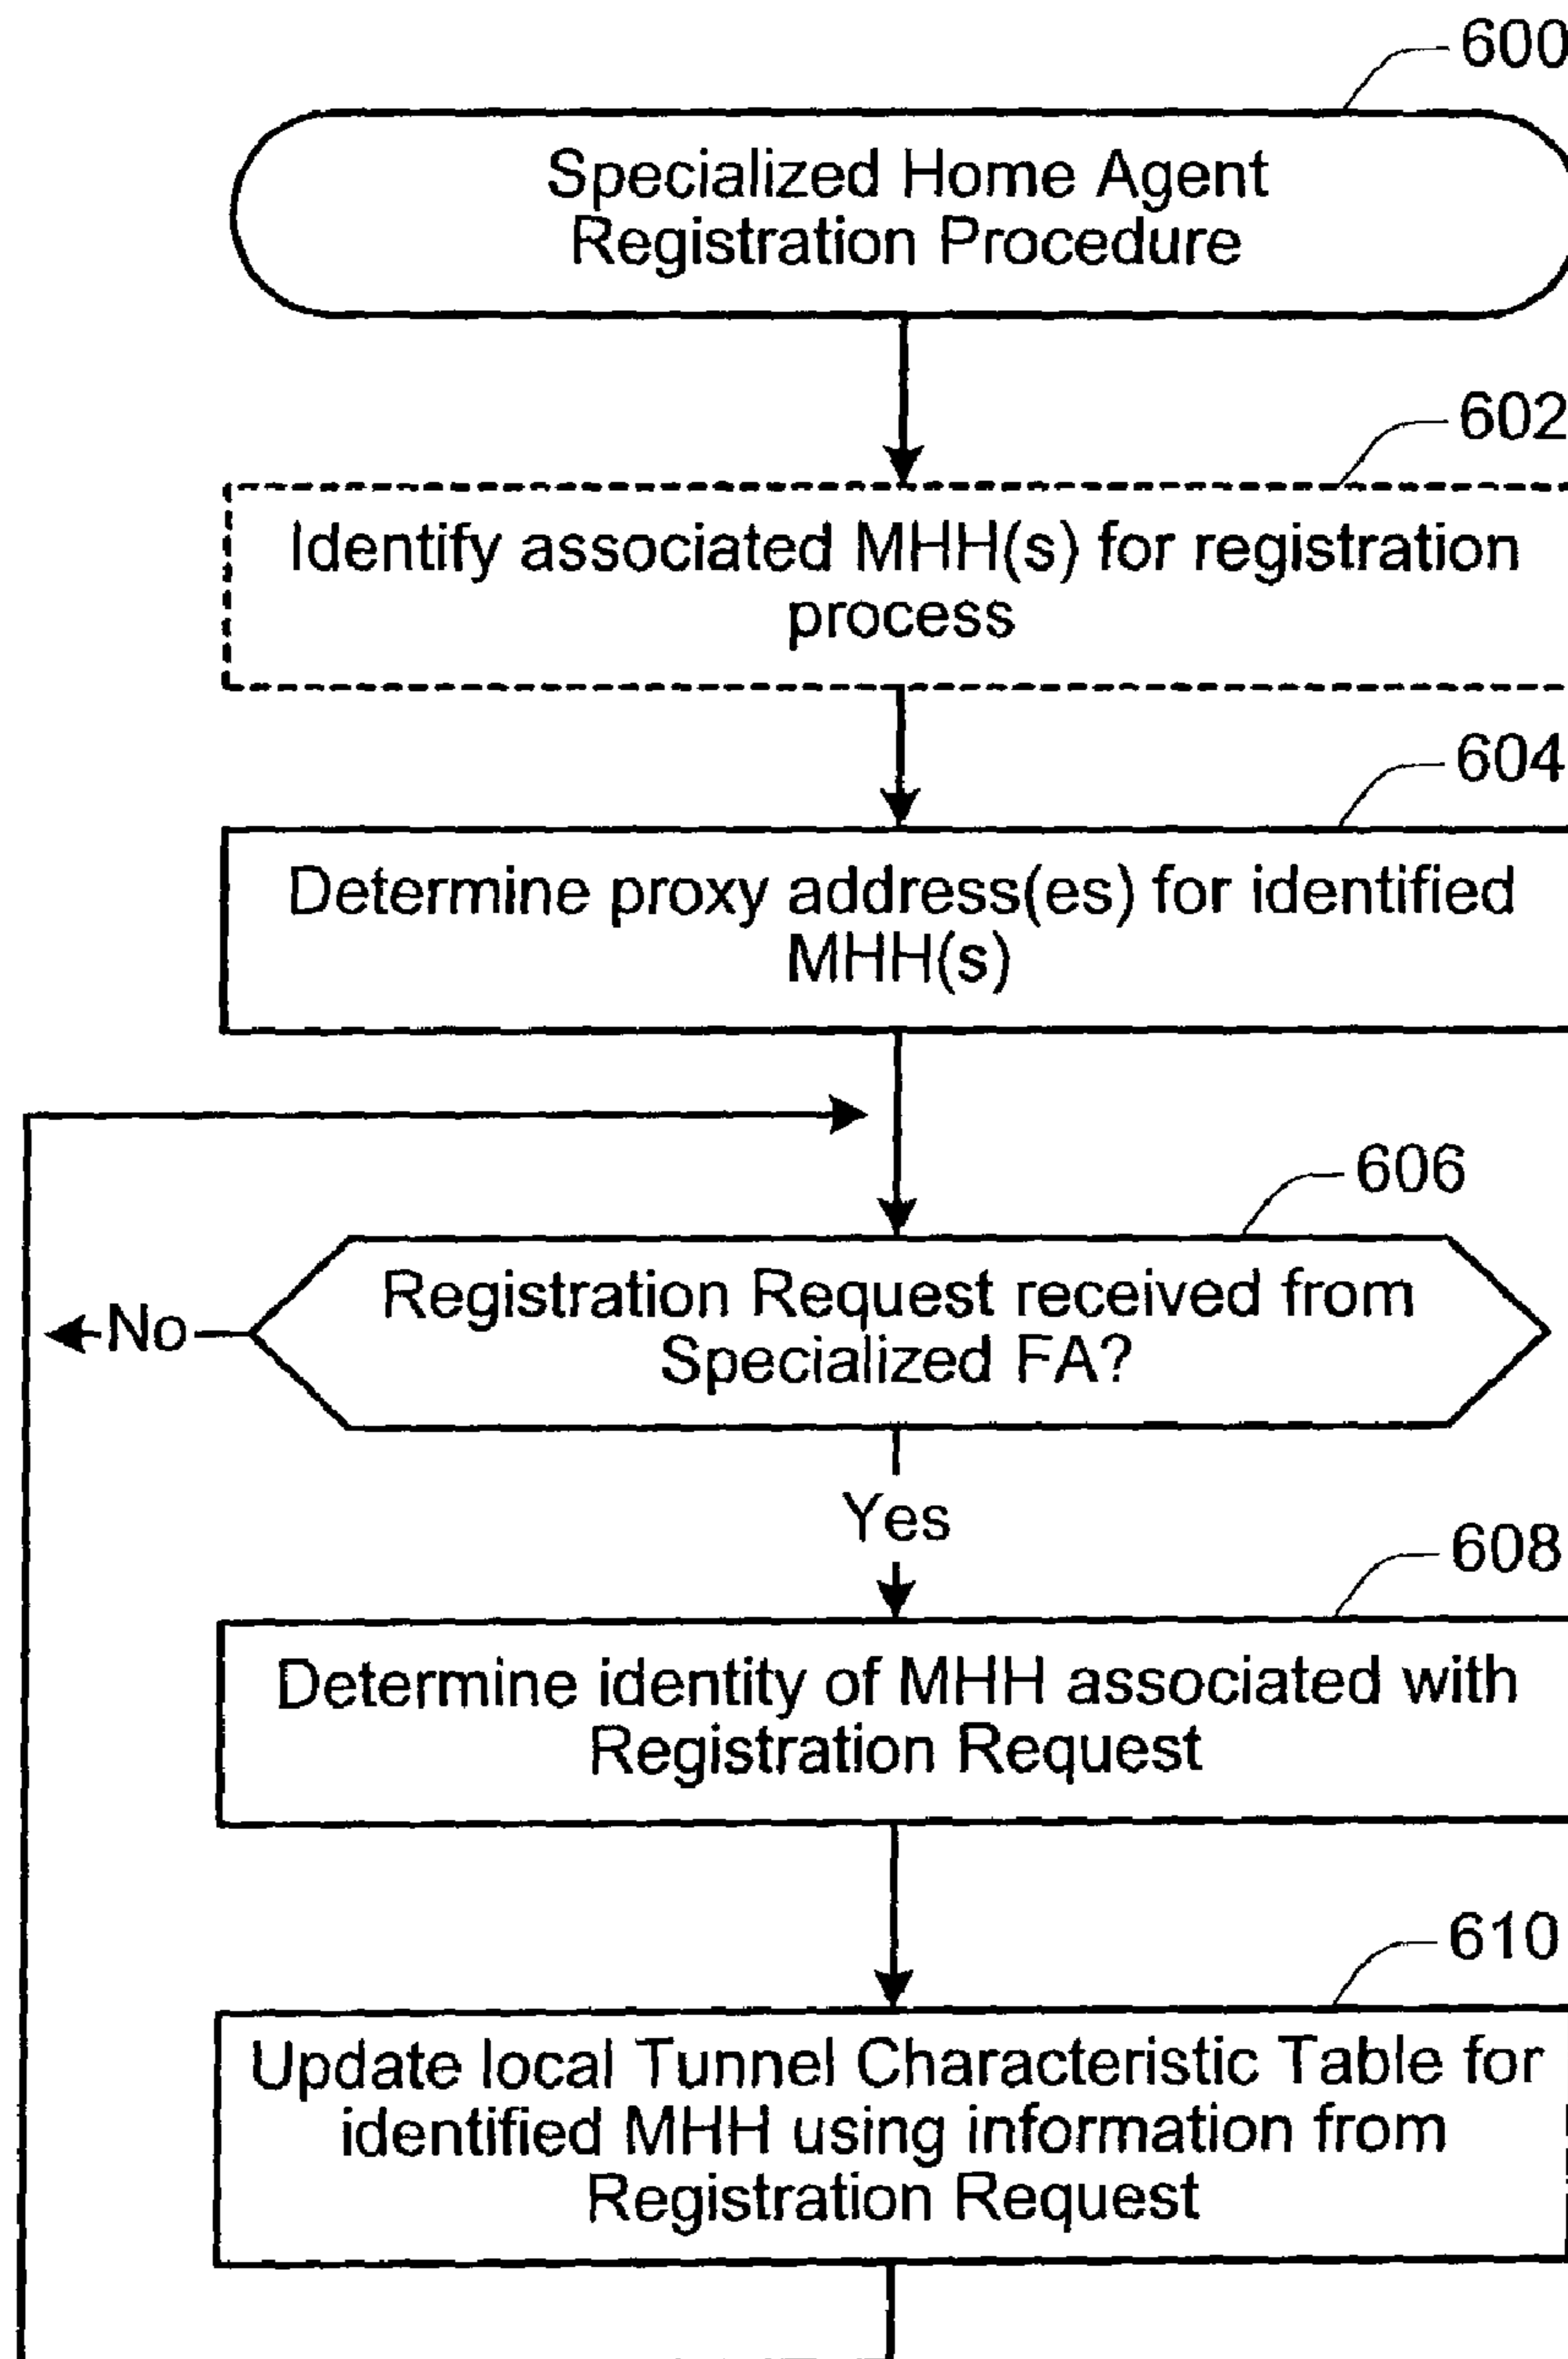 600
Specialized Home Agent
Registration Procedure
602
Identify associated MHH(s) for registration
process
604
Determine proxy address(es) for identified
MHH(s)
606
Registration Request received from
Specialized FA?
No
Yes
608
Determine identity of MHH associated with
Registration Request
610
Update local Tunnel Characteristic Table for
identified MHH using information from
Registration Request